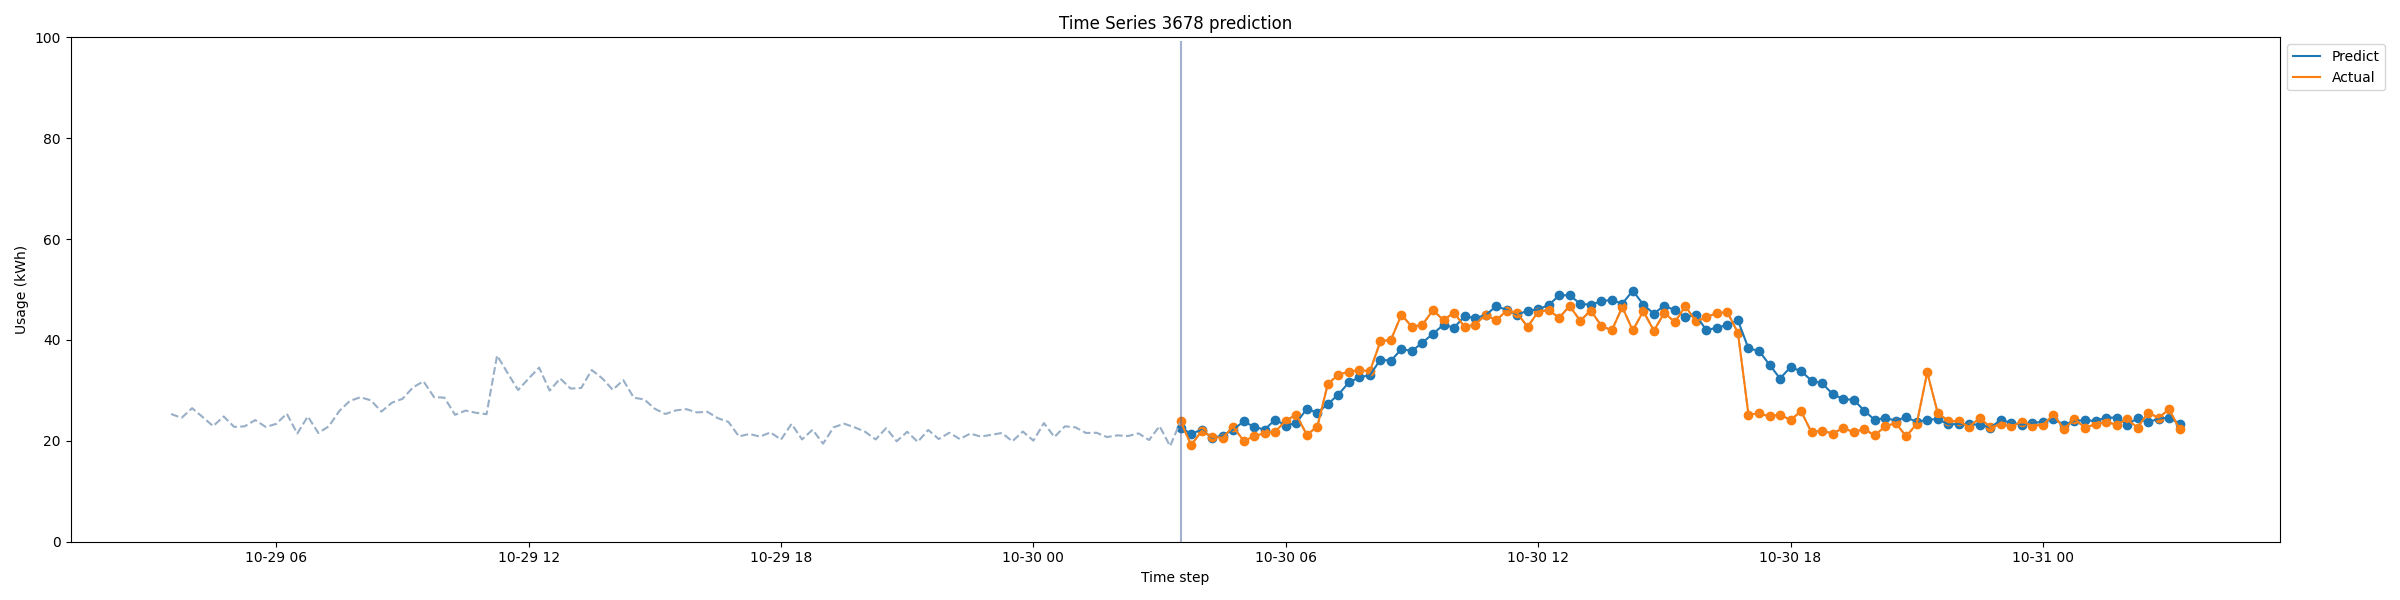 Time Series 3678 prediction
100
80
60
40
20
0
Usage (kWh)
10-29 06
10-29 12
10-29 18
10-30 00
10-30 06
10-30 12
10-30 18
10-31 00
Time step
Predict
Actual